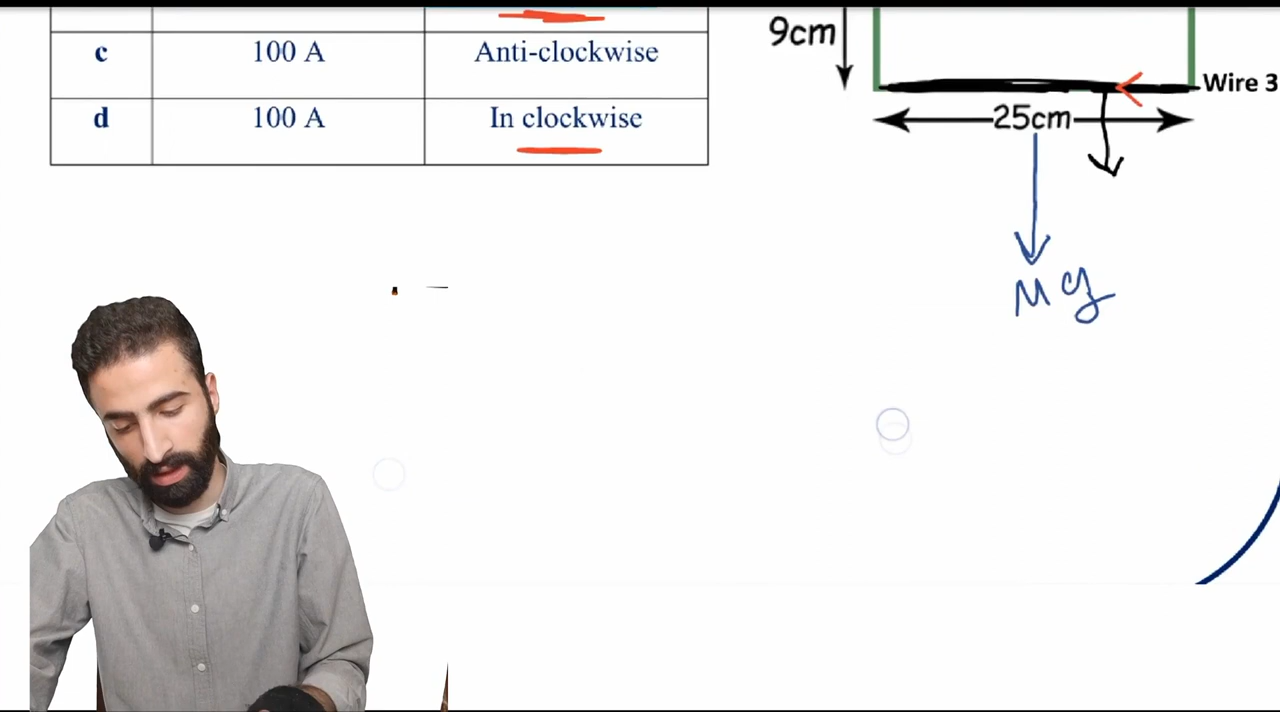 c 100 A Anti-clockwise
d 100 A In clockwise
9cm
Wire 3
25cm
Mg